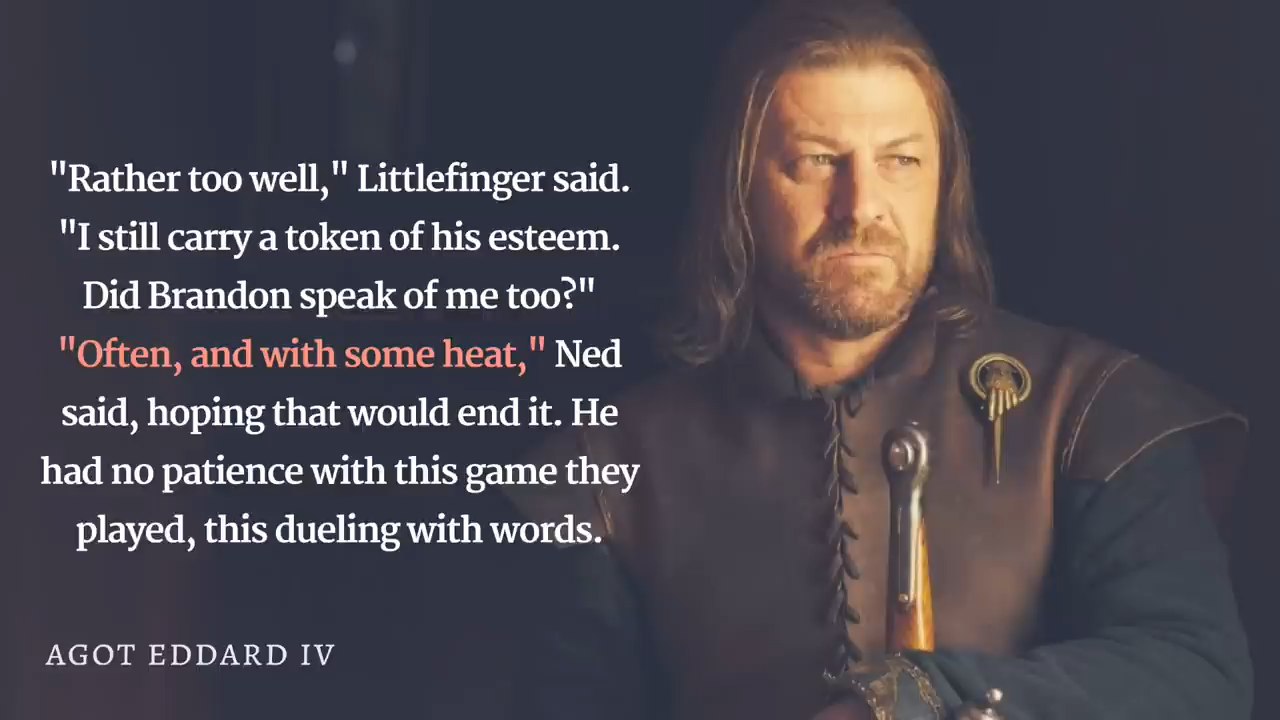 "Rather too well," Littlefinger said.
"I still carry a token of his esteem.
Did Brandon speak of me too?"
"Often, and with some heat," Ned
said, hoping that would end it. He
had no patience with this game they
played, this dueling with words.
AGOT EDDARD IV